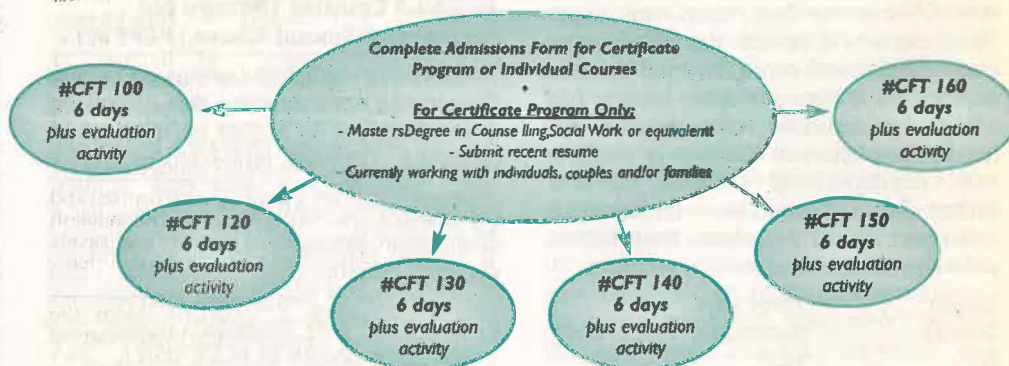 Complete Admissions Form for Certificate
Program or Individual Courses
•
For Certificate Program Only:
- Maste rsDegree in Counse lling,Social Work or equivalent
- Submit recent resume
- Currently working with individuals, couples and/or families
#CFT 100
6 days
plus evaluation
activity
#CFT 120
6 days
plus evaluation
activity
#CFT 130
6 days
plus evaluation
activity
#CFT 140
6 days
plus evaluation
activity
#CFT 150
6 days
plus evaluation
activity
#CFT 160
6 days
plus evaluation
activity